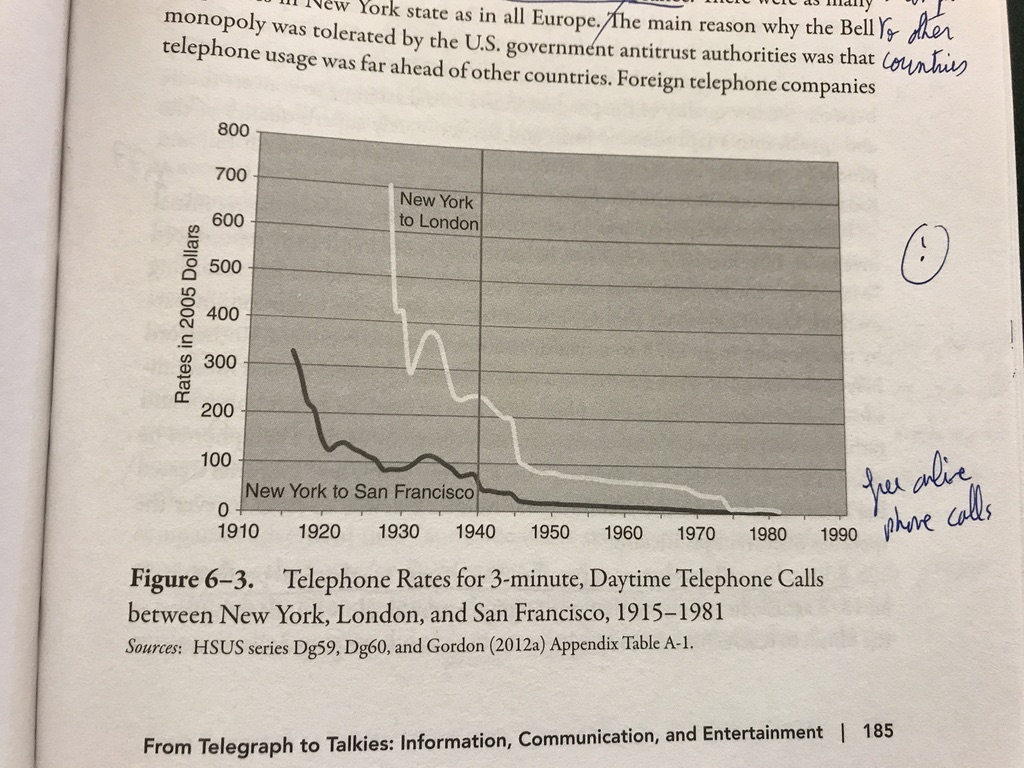 in New York state as in all Europe. The main reason why the Bell
monopoly was tolerated by the U.S. government antitrust authorities was that
telephone usage was far ahead of other countries. Foreign telephone companies
to other
countries
800
700
600
500
400
300
200
100
0
Rates in 2005 Dollars
New York
to London
New York to San Francisco
1910 1920 1930 1940 1950 1960 1970 1980 1990
!
free online
phone calls
Figure 6–3. Telephone Rates for 3-minute, Daytime Telephone Calls
between New York, London, and San Francisco, 1915–1981
Sources: HSUS series Dg59, Dg60, and Gordon (2012a) Appendix Table A-1.
From Telegraph to Talkies: Information, Communication, and Entertainment | 185